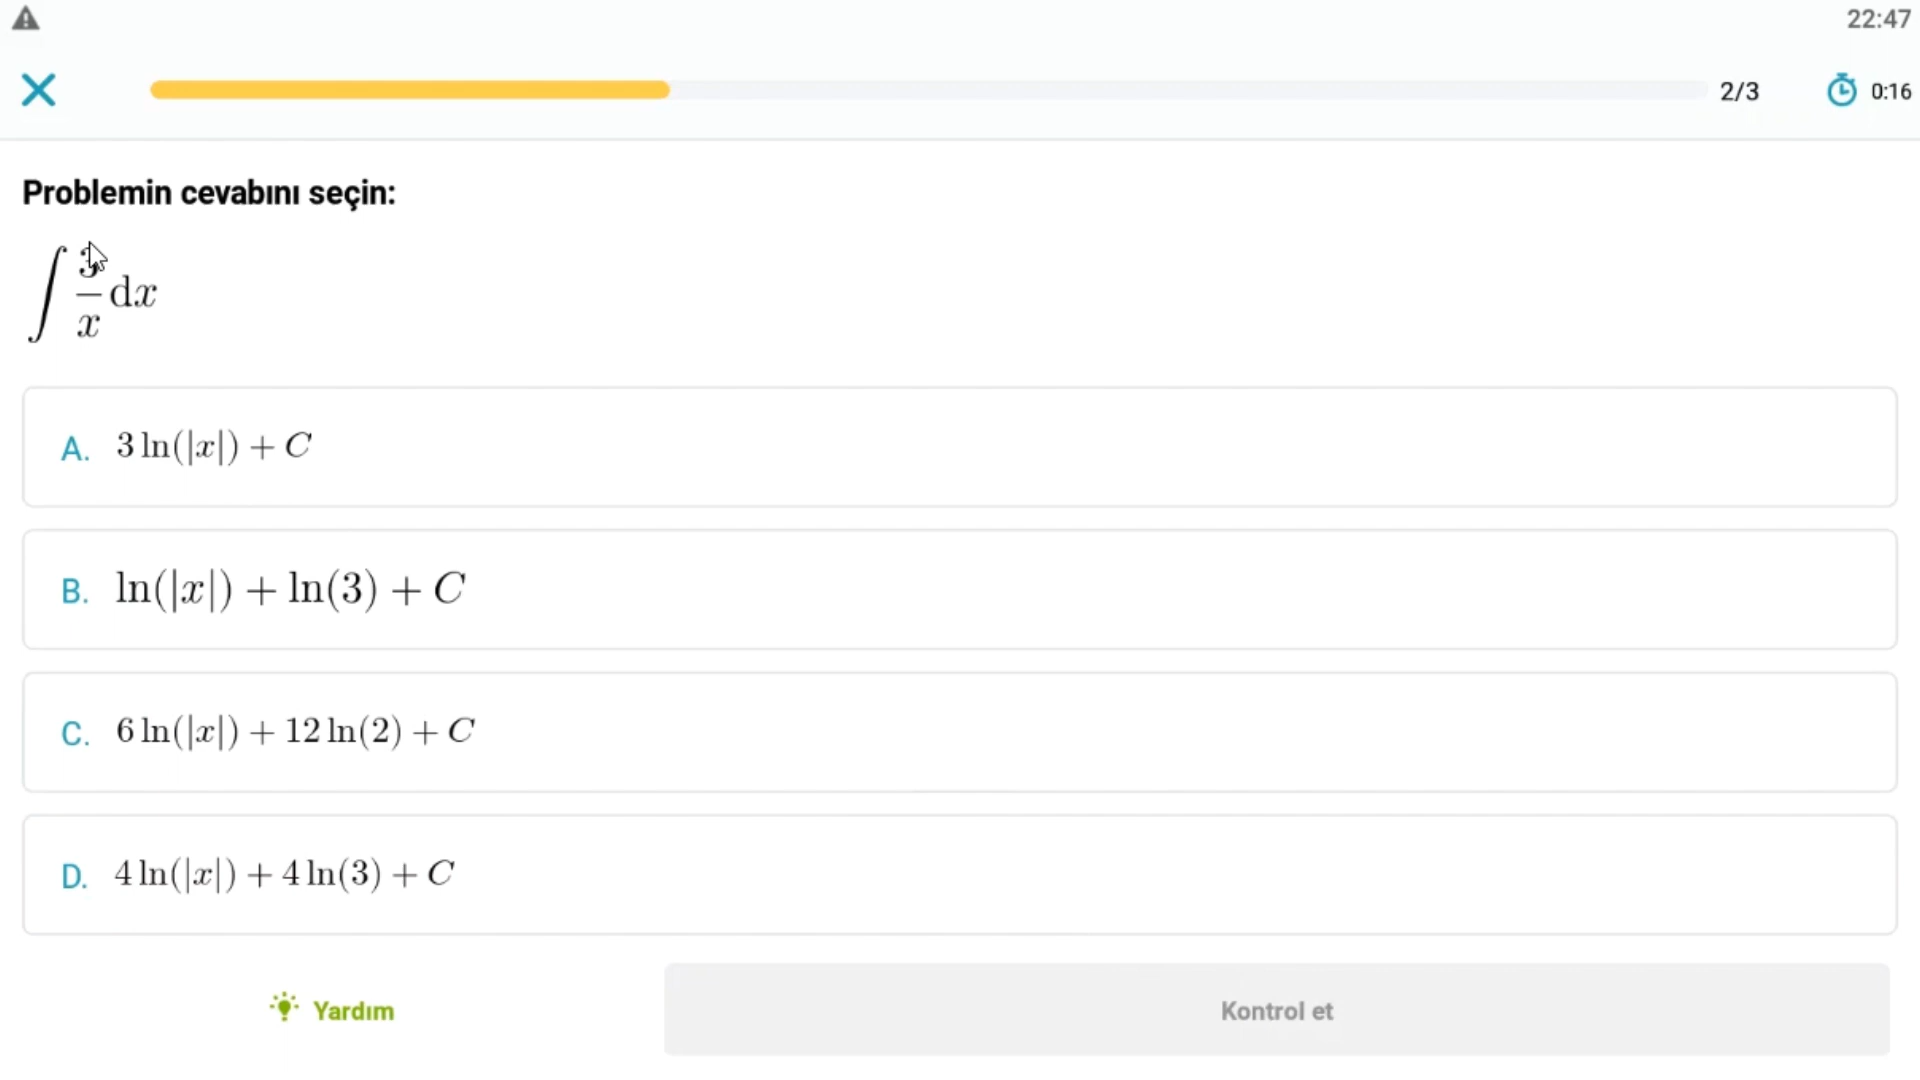 22:47
2/3
0:16
Problemin cevabını seçin:
∫ 3/x dx
A. 3 ln(|x|) + C
B. ln(|x|) + ln(3) + C
C. 6 ln(|x|) + 12 ln(2) + C
D. 4 ln(|x|) + 4 ln(3) + C
Yardım
Kontrol et